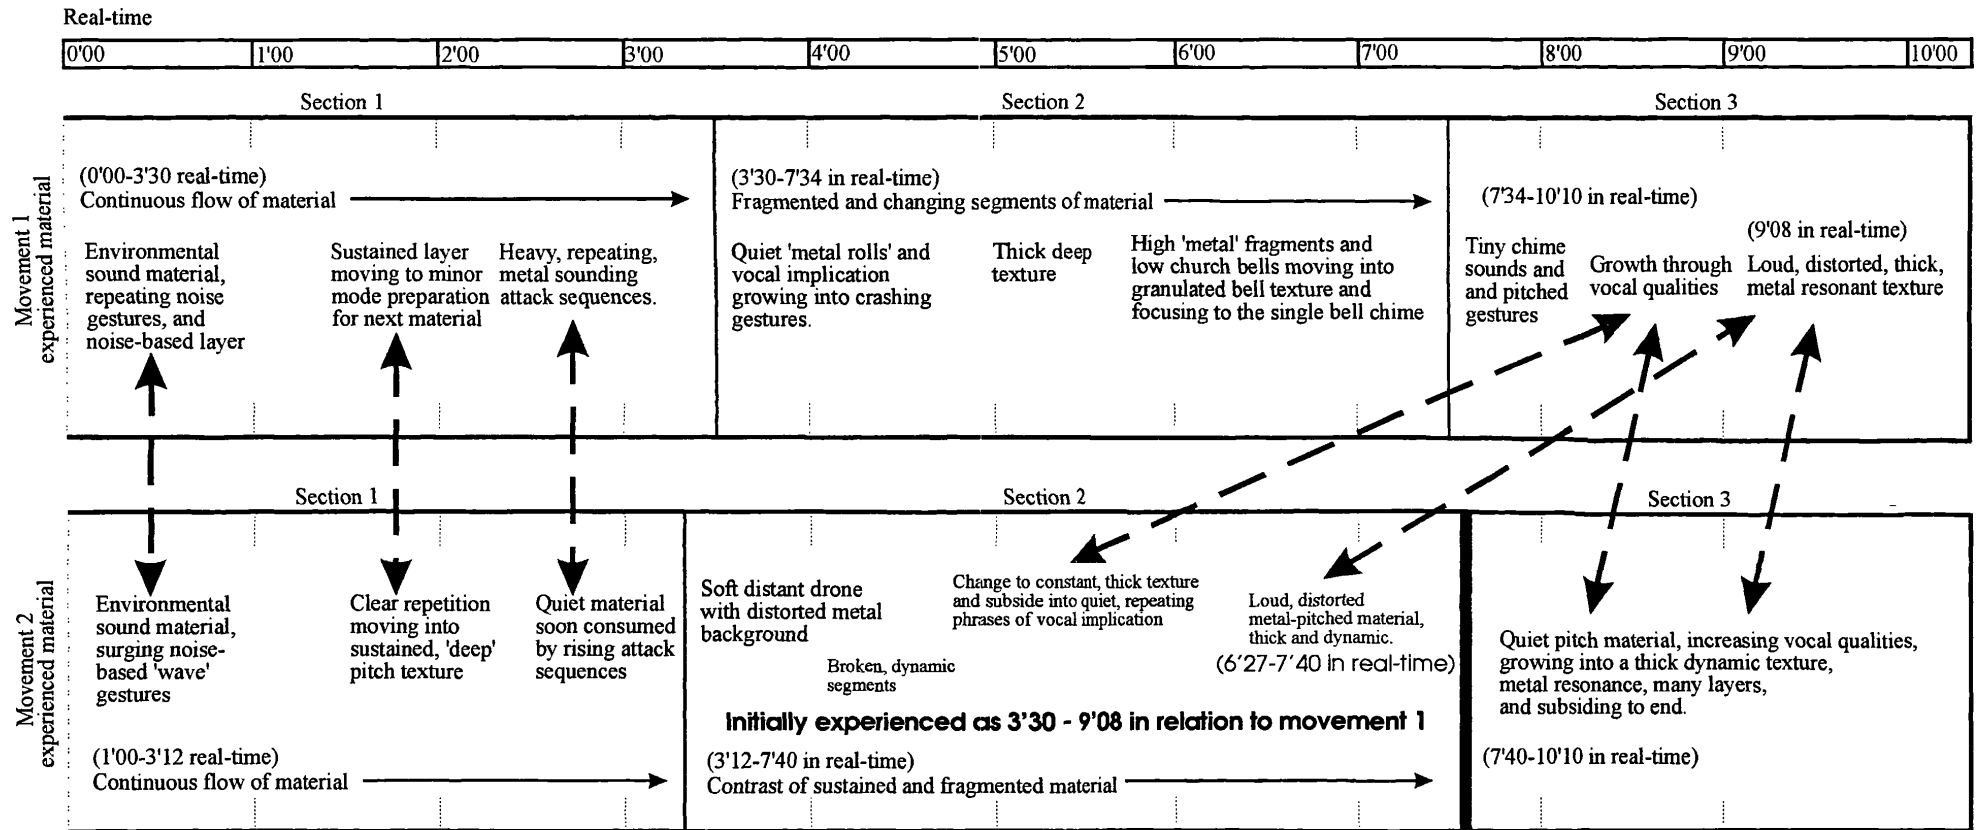 Real-time
0'00 1'00 2'00 3'00 4'00 5'00 6'00 7'00 8'00 9'00 10'00
Section 1
Section 2
Section 3
Movement 1
experienced material
(0'00-3'30 real-time)
Continuous flow of material
Environmental
sound material,
repeating noise
gestures, and
noise-based layer
Sustained layer
moving to minor
mode preparation
for next material
Heavy, repeating,
metal sounding
attack sequences.
(3'30-7'34 in real-time)
Fragmented and changing segments of material
Quiet 'metal rolls' and
vocal implication
growing into crashing
gestures.
Thick deep
texture
High 'metal' fragments and
low church bells moving into
granulated bell texture and
focusing to the single bell chime
(7'34-10'10 in real-time)
Tiny chime
sounds and
and pitched
gestures
Growth through
vocal qualities
(9'08 in real-time)
Loud, distorted, thick,
metal resonant texture
Section 1
Section 2
Section 3
Movement 2
experienced material
Environmental
sound material,
surging noise-
based 'wave'
gestures
Clear repetition
moving into
sustained, 'deep'
pitch texture
Quiet material
soon consumed
by rising attack
sequences
(1'00-3'12 real-time)
Continuous flow of material
Soft distant drone
with distorted metal
background
Broken, dynamic
segments
Change to constant, thick texture
and subside into quiet, repeating
phrases of vocal implication
Loud, distorted
metal-pitched material,
thick and dynamic.
(6'27-7'40 in real-time)
Initially experienced as 3'30 - 9'08 in relation to movement 1
(3'12-7'40 in real-time)
Contrast of sustained and fragmented material
Quiet pitch material, increasing vocal qualities,
growing into a thick dynamic texture,
metal resonance, many layers,
and subsiding to end.
(7'40-10'10 in real-time)